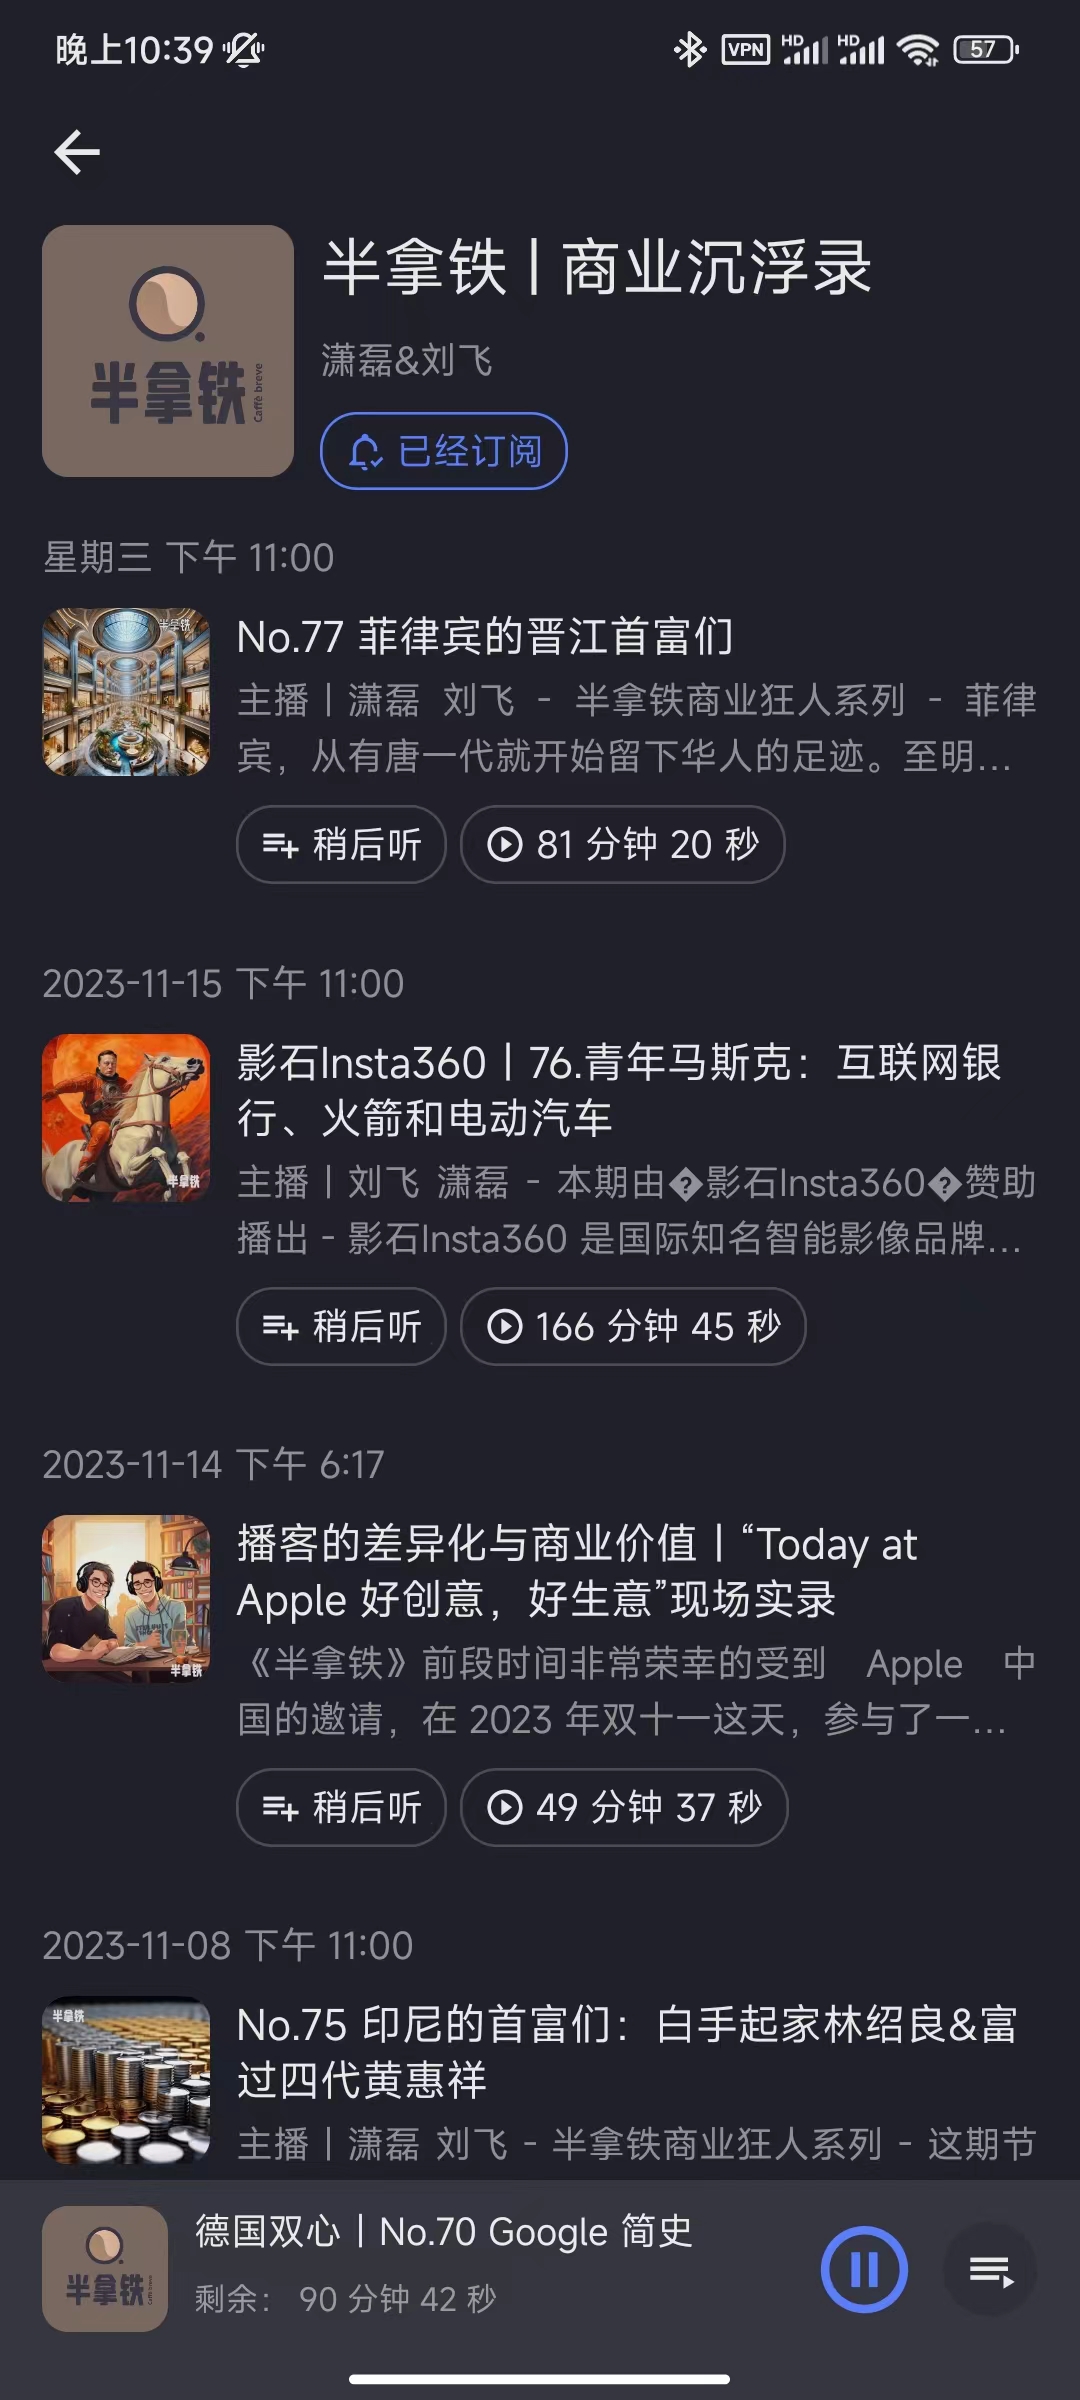 晚上10:39
VPN HD HD 57
半拿铁 | 商业沉浮录
半拿铁
Caffè breve
潇磊&刘飞
已经订阅
星期三 下午 11:00
半拿铁
No.77 菲律宾的晋江首富们
主播丨潇磊 刘飞 - 半拿铁商业狂人系列 - 菲律
宾，从有唐一代就开始留下华人的足迹。至明...
稍后听
81 分钟 20 秒
2023-11-15 下午 11:00
半拿铁
影石Insta360丨76.青年马斯克：互联网银
行、火箭和电动汽车
主播丨刘飞 潇磊 - 本期由�影石Insta360�赞助
播出 - 影石Insta360 是国际知名智能影像品牌...
稍后听
166 分钟 45 秒
2023-11-14 下午 6:17
半拿铁
播客的差异化与商业价值丨“Today at
Apple 好创意，好生意”现场实录
《半拿铁》前段时间非常荣幸的受到 Apple 中
国的邀请，在 2023 年双十一这天，参与了一...
稍后听
49 分钟 37 秒
2023-11-08 下午 11:00
半拿铁
No.75 印尼的首富们：白手起家林绍良&富
过四代黄惠祥
主播丨潇磊 刘飞 - 半拿铁商业狂人系列 - 这期节
半拿铁
德国双心丨No.70 Google 简史
剩余： 90 分钟 42 秒